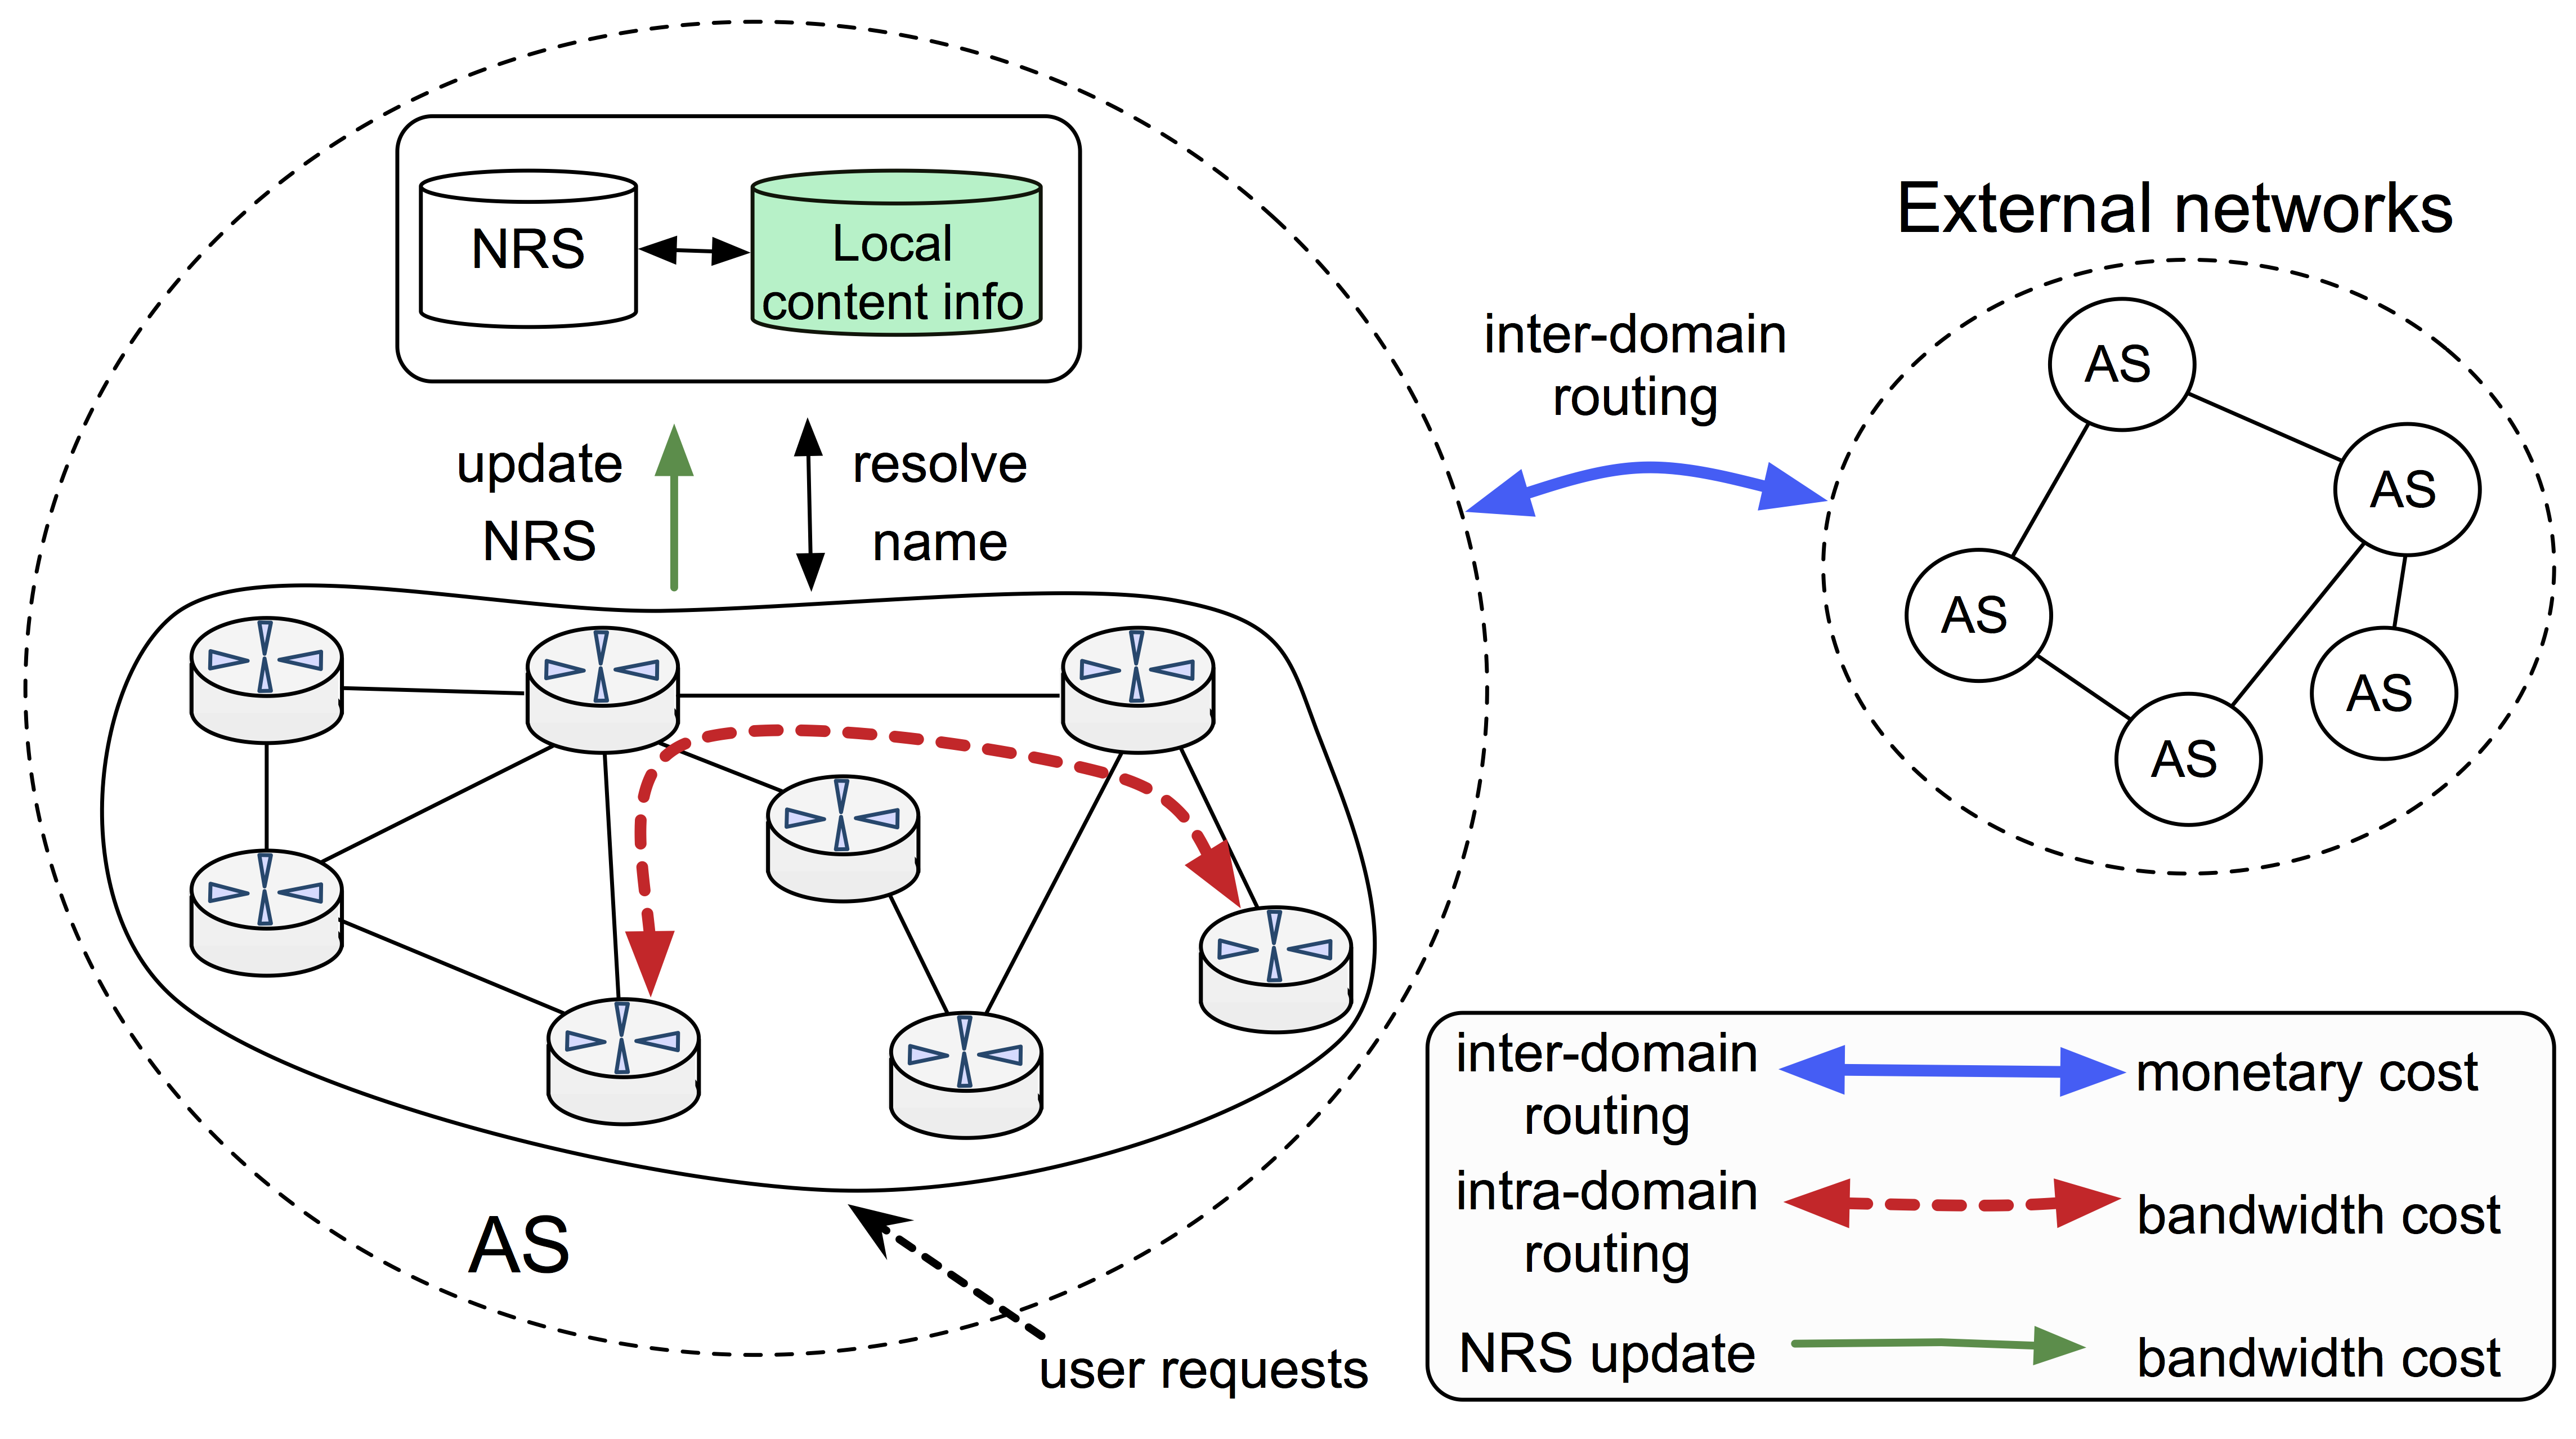 NRS
Local
content info
update
NRS
resolve
name
AS
user requests
inter-domain
routing
External networks
AS
AS
AS
AS
AS
inter-domain
routing
monetary cost
intra-domain
routing
bandwidth cost
NRS update
bandwidth cost